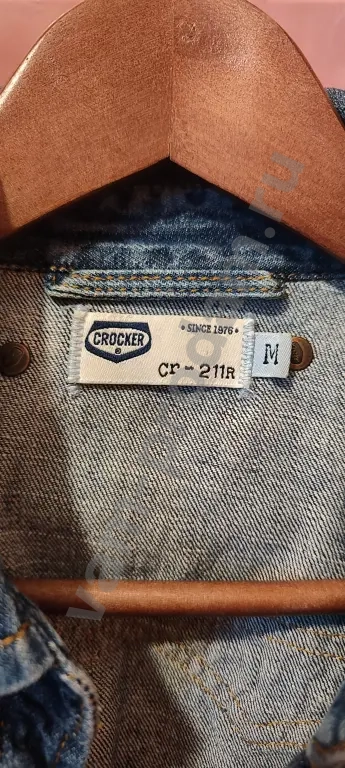 • SINCE 1976 •
CROCKER
®
Cr - 211R
M